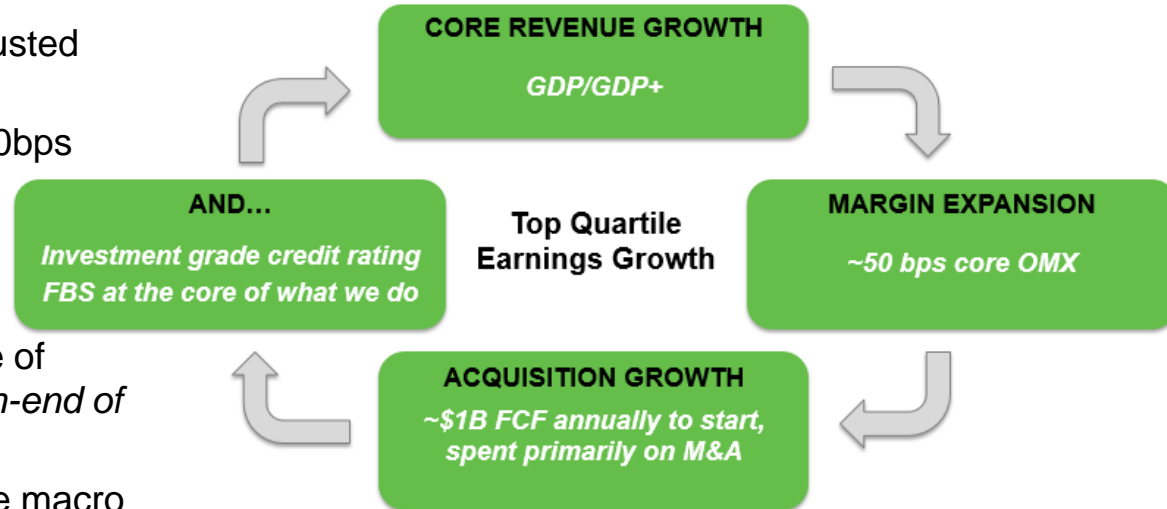 usted
0bps
e of
n-end of
e macro
CORE REVENUE GROWTH
GDP/GDP+
MARGIN EXPANSION
~50 bps core OMX
ACQUISITION GROWTH
~$1B FCF annually to start,
spent primarily on M&A
AND...
Investment grade credit rating
FBS at the core of what we do
Top Quartile
Earnings Growth